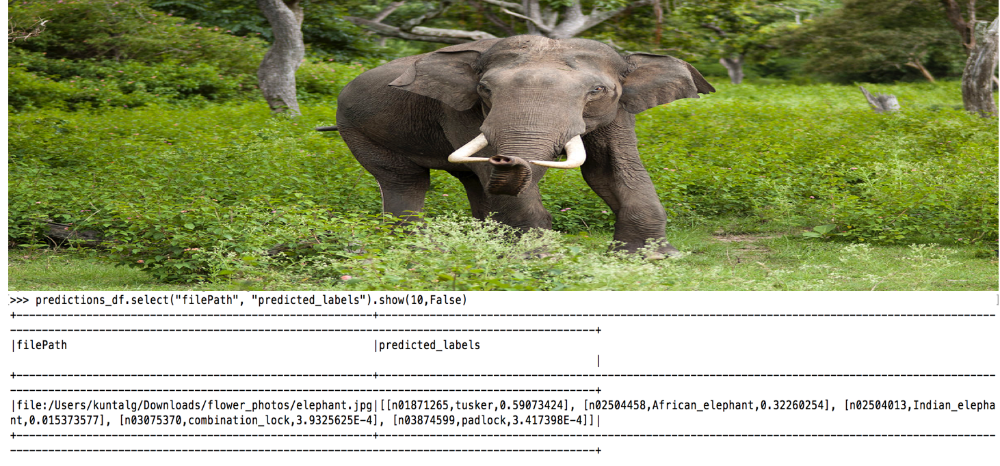 >>> predictions_df.select("filePath", "predicted_labels").show(10,False)
+---------------------------------------------------------+--------------------------------------------------------------------------------------------------
---------------------------------------------------------------------------------------------+
|filePath                                                 |predicted_labels
                                                                                             |
+---------------------------------------------------------+--------------------------------------------------------------------------------------------------
---------------------------------------------------------------------------------------------+
|file:/Users/kuntalg/Downloads/flower_photos/elephant.jpg|[[n01871265,tusker,0.59073424], [n02504458,African_elephant,0.32260254], [n02504013,Indian_elepha
nt,0.015373577], [n03075370,combination_lock,3.9325625E-4], [n03874599,padlock,3.417398E-4]]|
+---------------------------------------------------------+--------------------------------------------------------------------------------------------------
---------------------------------------------------------------------------------------------+